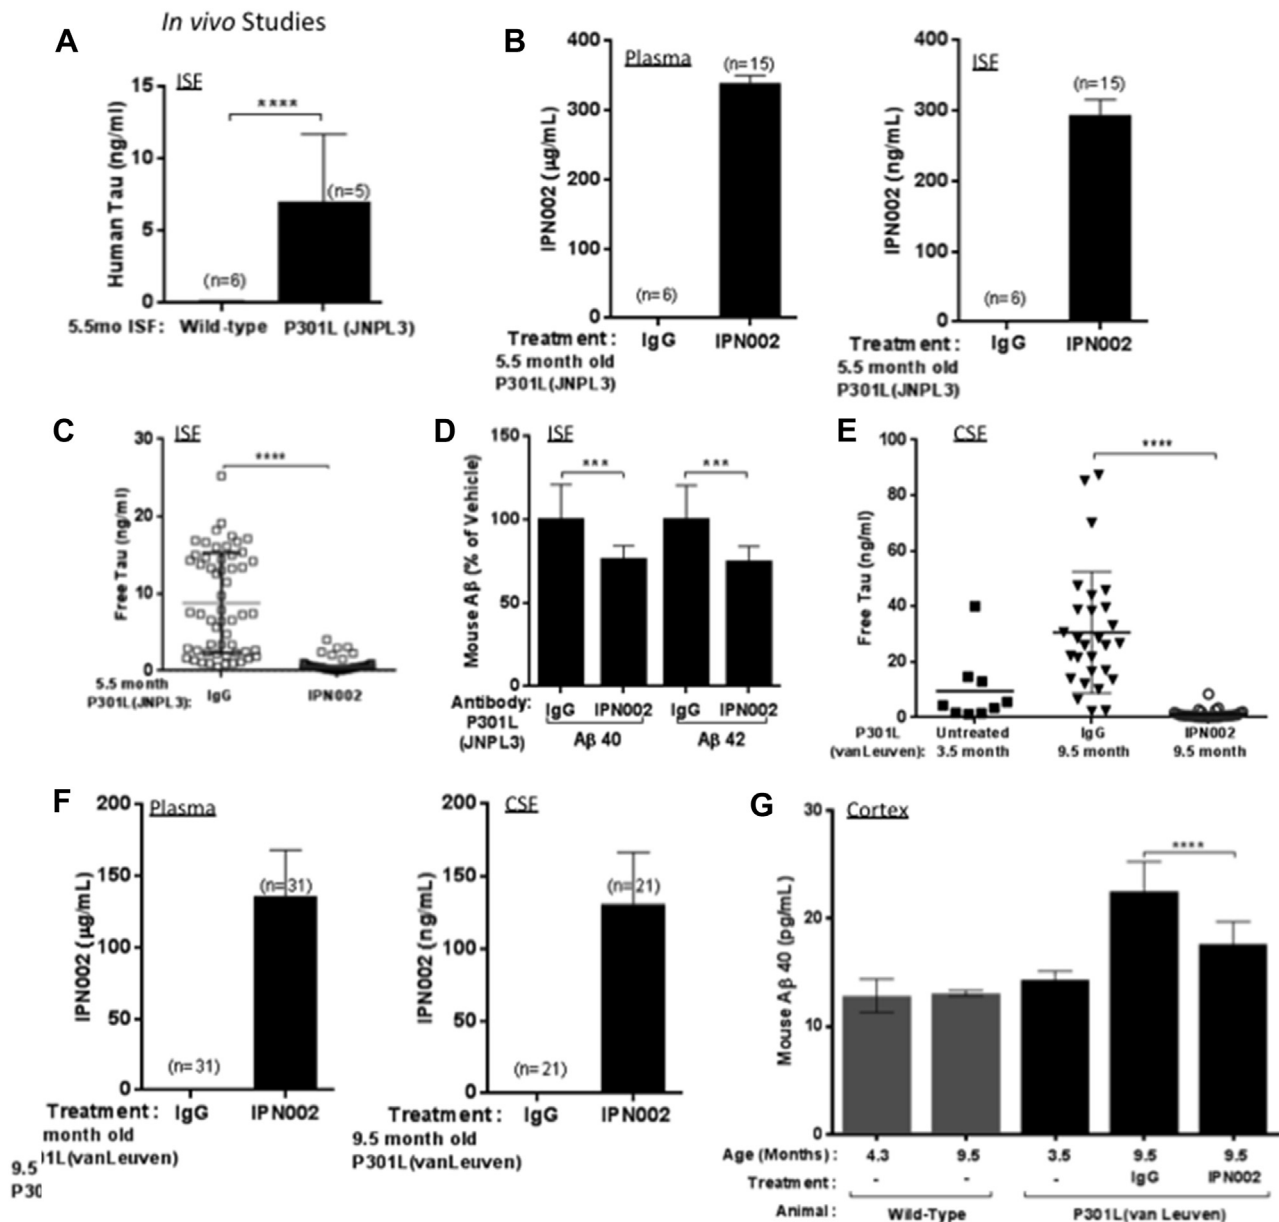 In vivo Studies
A
ISF
Human Tau (ng/ml)
15
10
5
0
****
(n=5)
(n=6)
5.5mo ISF: Wild-type P301L (JNPL3)
B
Plasma
IPN002 (µg/mL)
400
300
200
100
0
(n=15)
(n=6)
Treatment: IgG IPN002
5.5 month old
P301L(JNPL3)
ISF
IPN002 (ng/mL)
400
300
200
100
0
(n=15)
(n=6)
Treatment: IgG IPN002
5.5 month old
P301L(JNPL3)
C
ISF
Free Tau (ng/ml)
30
20
10
0
****
5.5 month
P301L(JNPL3): IgG IPN002
D
ISF
Mouse Aβ (% of Vehicle)
150
100
50
0
*** ***
Antibody: IgG IPN002 IgG IPN002
P301L
(JNPL3) Aβ 40 Aβ 42
E
CSF
Free Tau (ng/ml)
100
80
60
40
20
0
****
P301L Untreated IgG IPN002
(vanLeuven): 3.5 month 9.5 month 9.5 month
F
Plasma
IPN002 (µg/mL)
200
150
100
50
0
(n=31)
(n=31)
Treatment: IgG IPN002
month old
1L(vanLeuven)
9.5
P30
CSF
IPN002 (ng/mL)
200
150
100
50
0
(n=21)
(n=21)
Treatment: IgG IPN002
9.5 month old
P301L(vanLeuven)
G
Cortex
Mouse Aβ 40 (pg/mL)
30
20
10
0
****
Age (Months): 4.3 9.5 3.5 9.5 9.5
Treatment: - - - IgG IPN002
Animal: Wild-Type P301L(van Leuven)